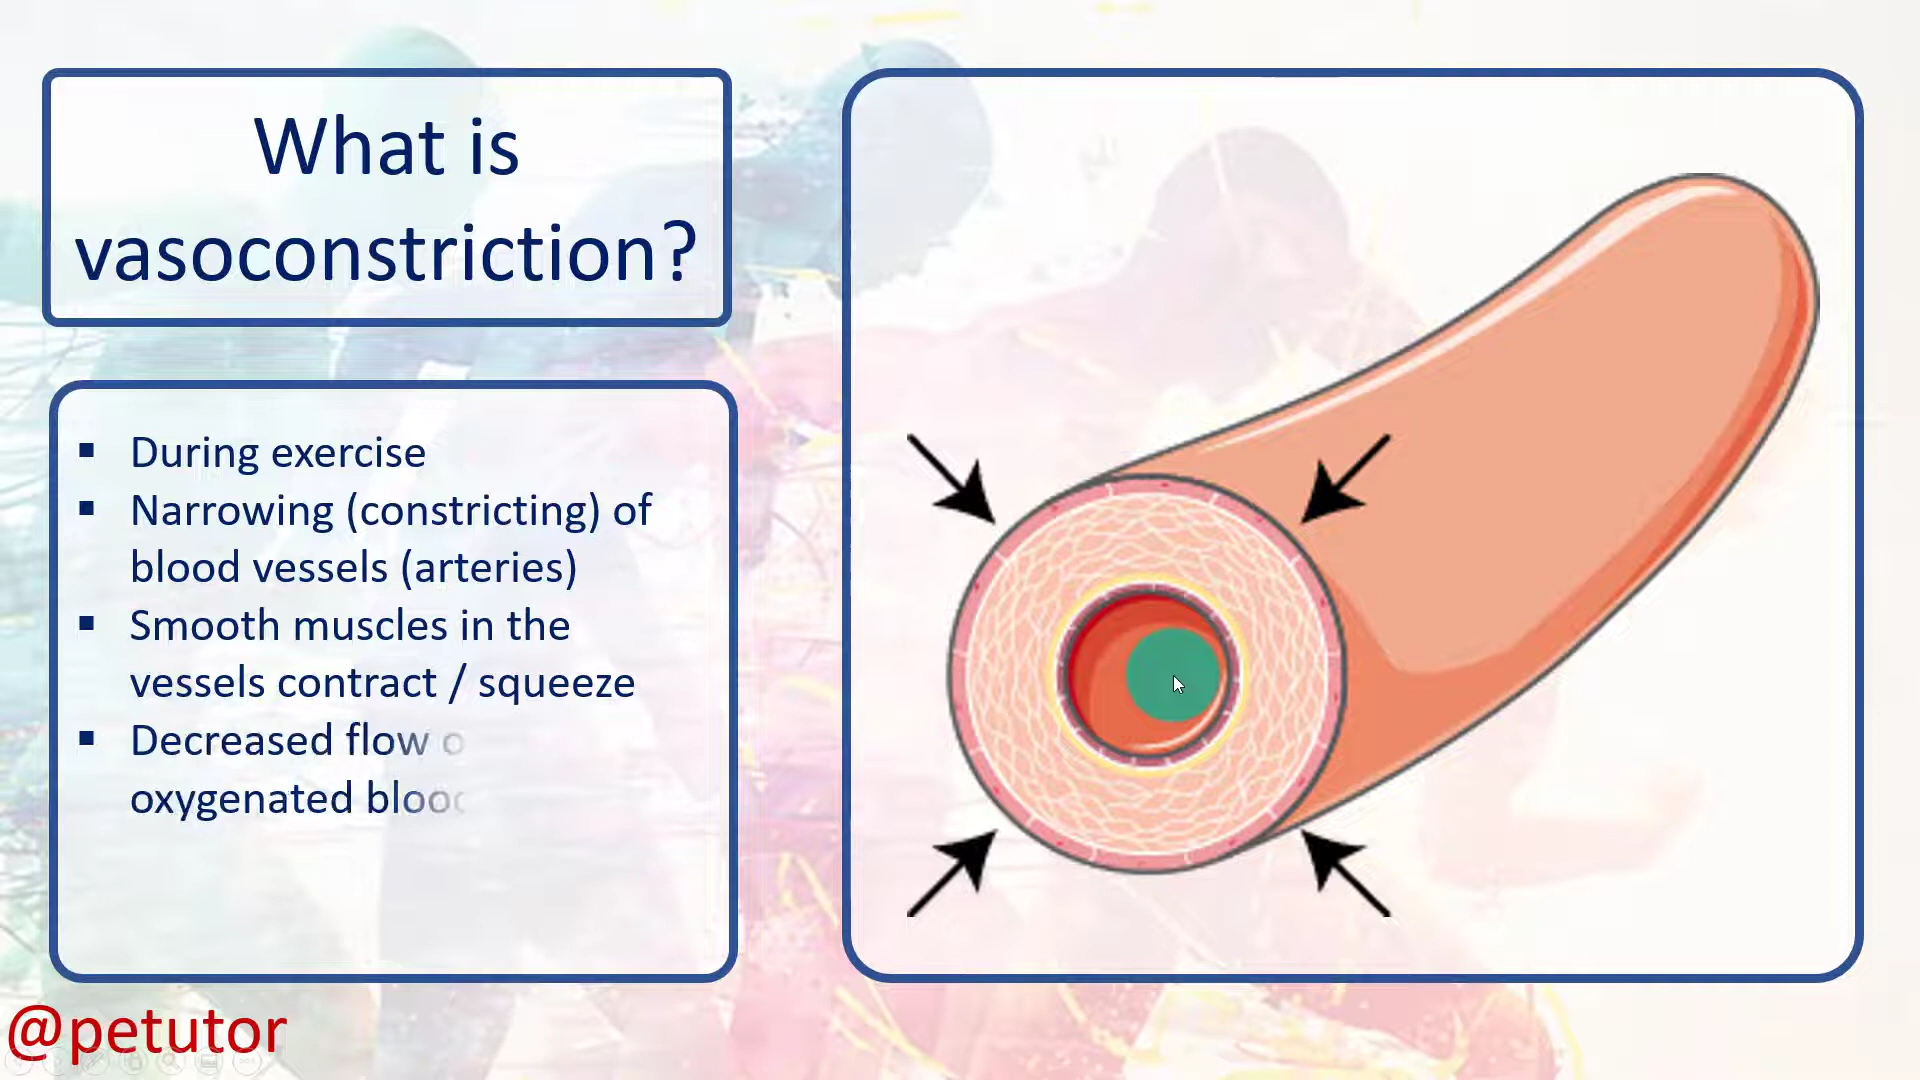 What is
vasoconstriction?
▪ During exercise
▪ Narrowing (constricting) of
blood vessels (arteries)
▪ Smooth muscles in the
vessels contract / squeeze
▪ Decreased flow o
oxygenated blood
@petutor